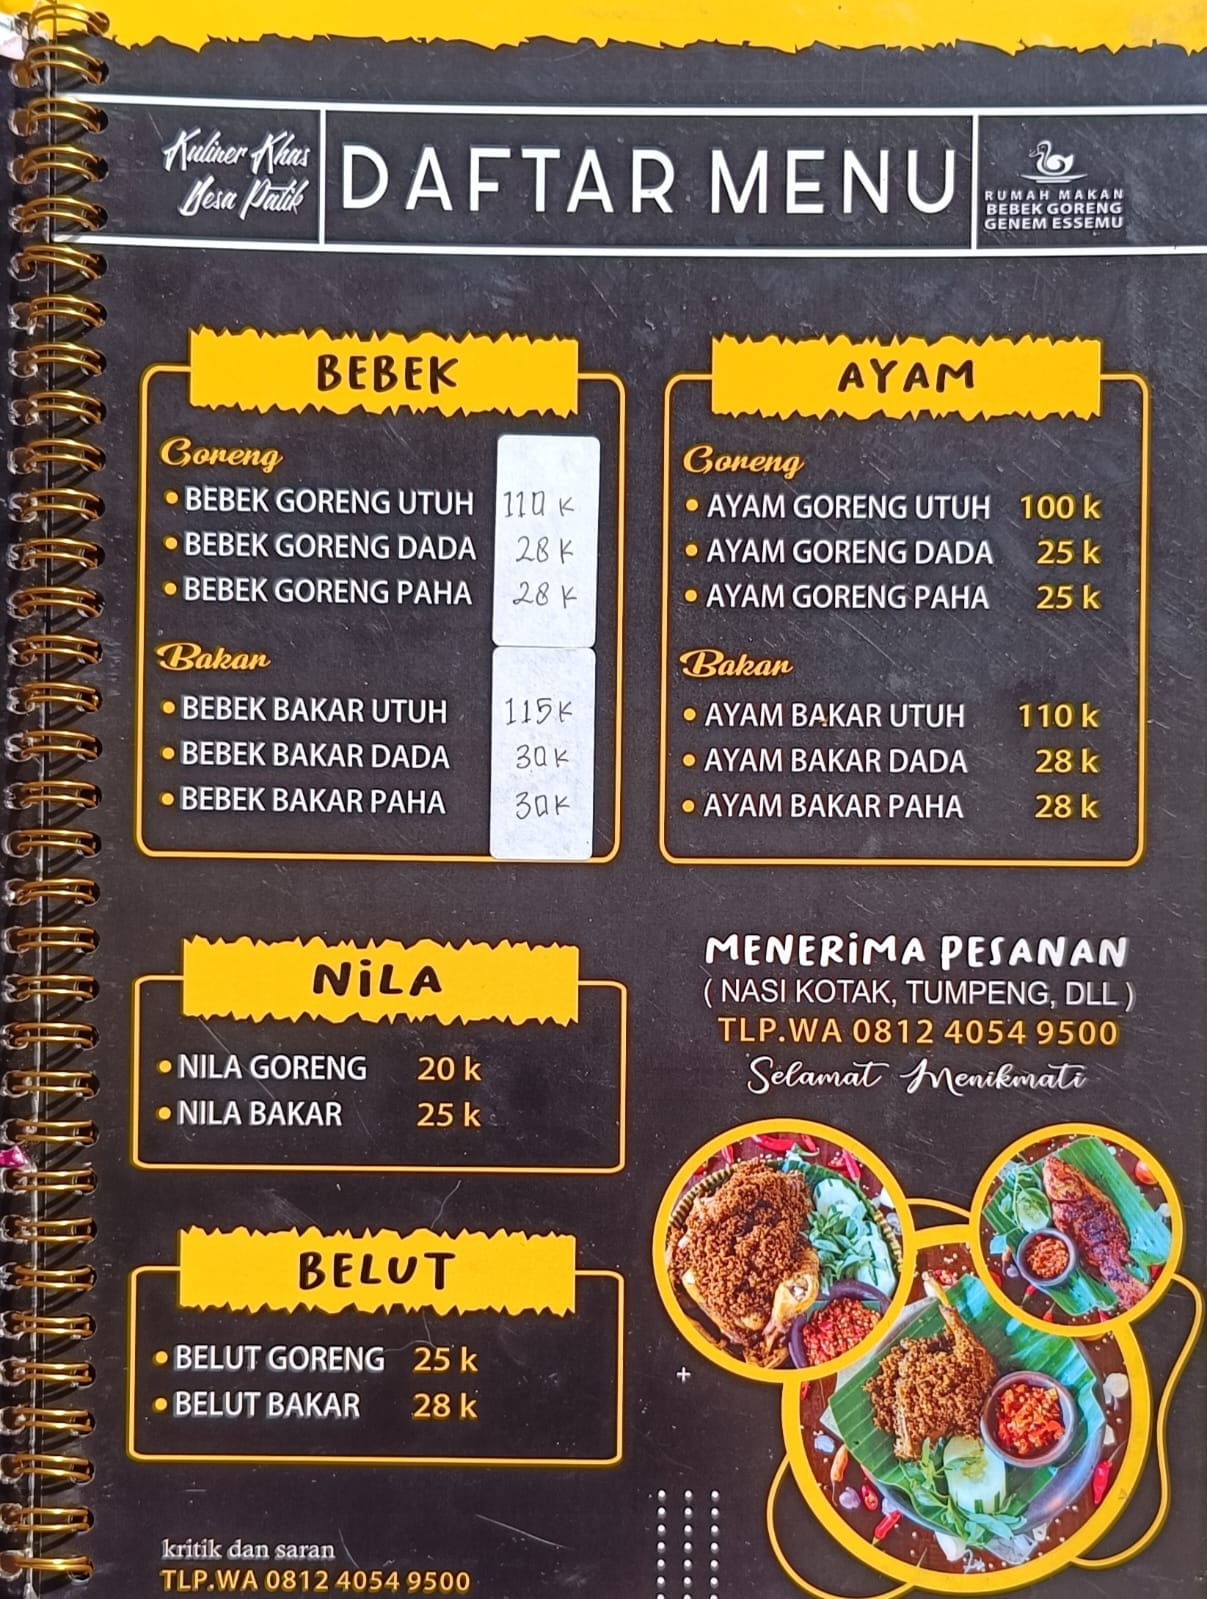 Kuliner Khas
Desa Patik
DAFTAR MENU
RUMAH MAKAN
BEBEK GORENG
GENEM ESSEMU
BEBEK
Goreng
• BEBEK GORENG UTUH 110 K
• BEBEK GORENG DADA 28 K
• BEBEK GORENG PAHA 28 K
Bakar
• BEBEK BAKAR UTUH 115 K
• BEBEK BAKAR DADA 30 K
• BEBEK BAKAR PAHA 30 K
AYAM
Goreng
• AYAM GORENG UTUH 100 k
• AYAM GORENG DADA 25 k
• AYAM GORENG PAHA 25 k
Bakar
• AYAM BAKAR UTUH 110 k
• AYAM BAKAR DADA 28 k
• AYAM BAKAR PAHA 28 k
NiLA
• NILA GORENG 20 k
• NILA BAKAR 25 k
BELUT
• BELUT GORENG 25 k
• BELUT BAKAR 28 k
MENERiMA PESANAN
( NASI KOTAK, TUMPENG, DLL )
TLP.WA 0812 4054 9500
Selamat Menikmati
kritik dan saran
TLP.WA 0812 4054 9500